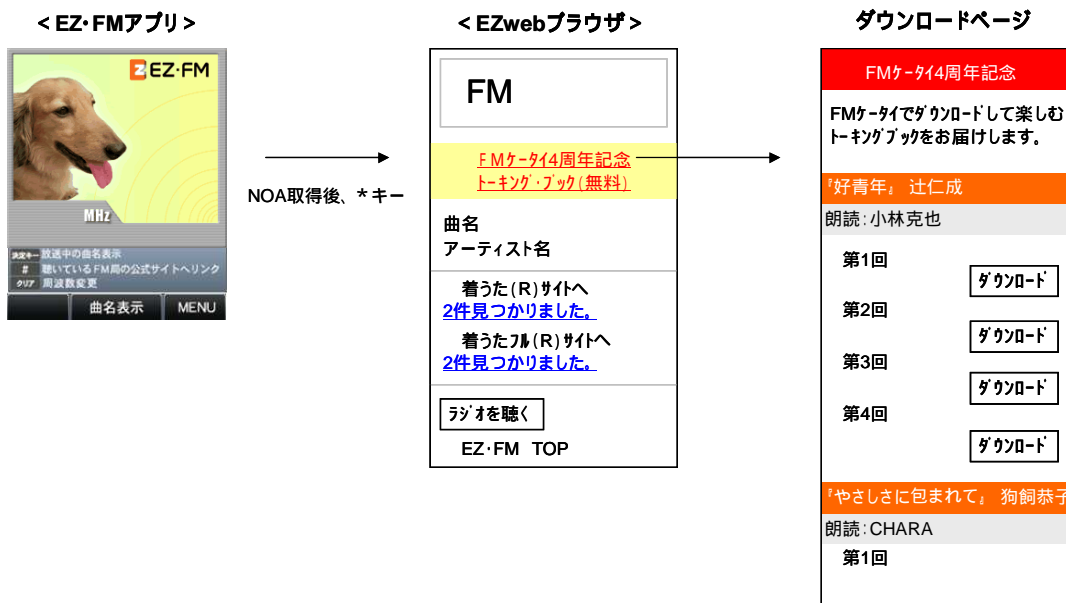 ＜EZ・FMアプリ＞
EZ・FM
MHz
決定キー 放送中の曲名表示
# 聴いているFM局の公式サイトへリンク
クリア 周波数変更
曲名表示 MENU
NOA取得後、＊キー
＜EZwebブラウザ＞
FM
FMｹｰﾀｲ4周年記念
ﾄｰｷﾝｸﾞ･ﾌﾞｯｸ(無料)
曲名
アーティスト名
着うた(R)ｻｲﾄへ
2件見つかりました。
着うたﾌﾙ(R)ｻｲﾄへ
2件見つかりました。
ﾗｼﾞｵを聴く
EZ･FM TOP
ダウンロードページ
FMｹｰﾀｲ4周年記念
FMｹｰﾀｲでﾀﾞｳﾝﾛｰﾄﾞして楽しむ
ﾄｰｷﾝｸﾞﾌﾞｯｸをお届けします。
『好青年』 辻仁成
朗読：小林克也
第1回
ﾀﾞｳﾝﾛｰﾄﾞ
第2回
ﾀﾞｳﾝﾛｰﾄﾞ
第3回
ﾀﾞｳﾝﾛｰﾄﾞ
第4回
ﾀﾞｳﾝﾛｰﾄﾞ
『やさしさに包まれて』 狗飼恭子
朗読：CHARA
第1回